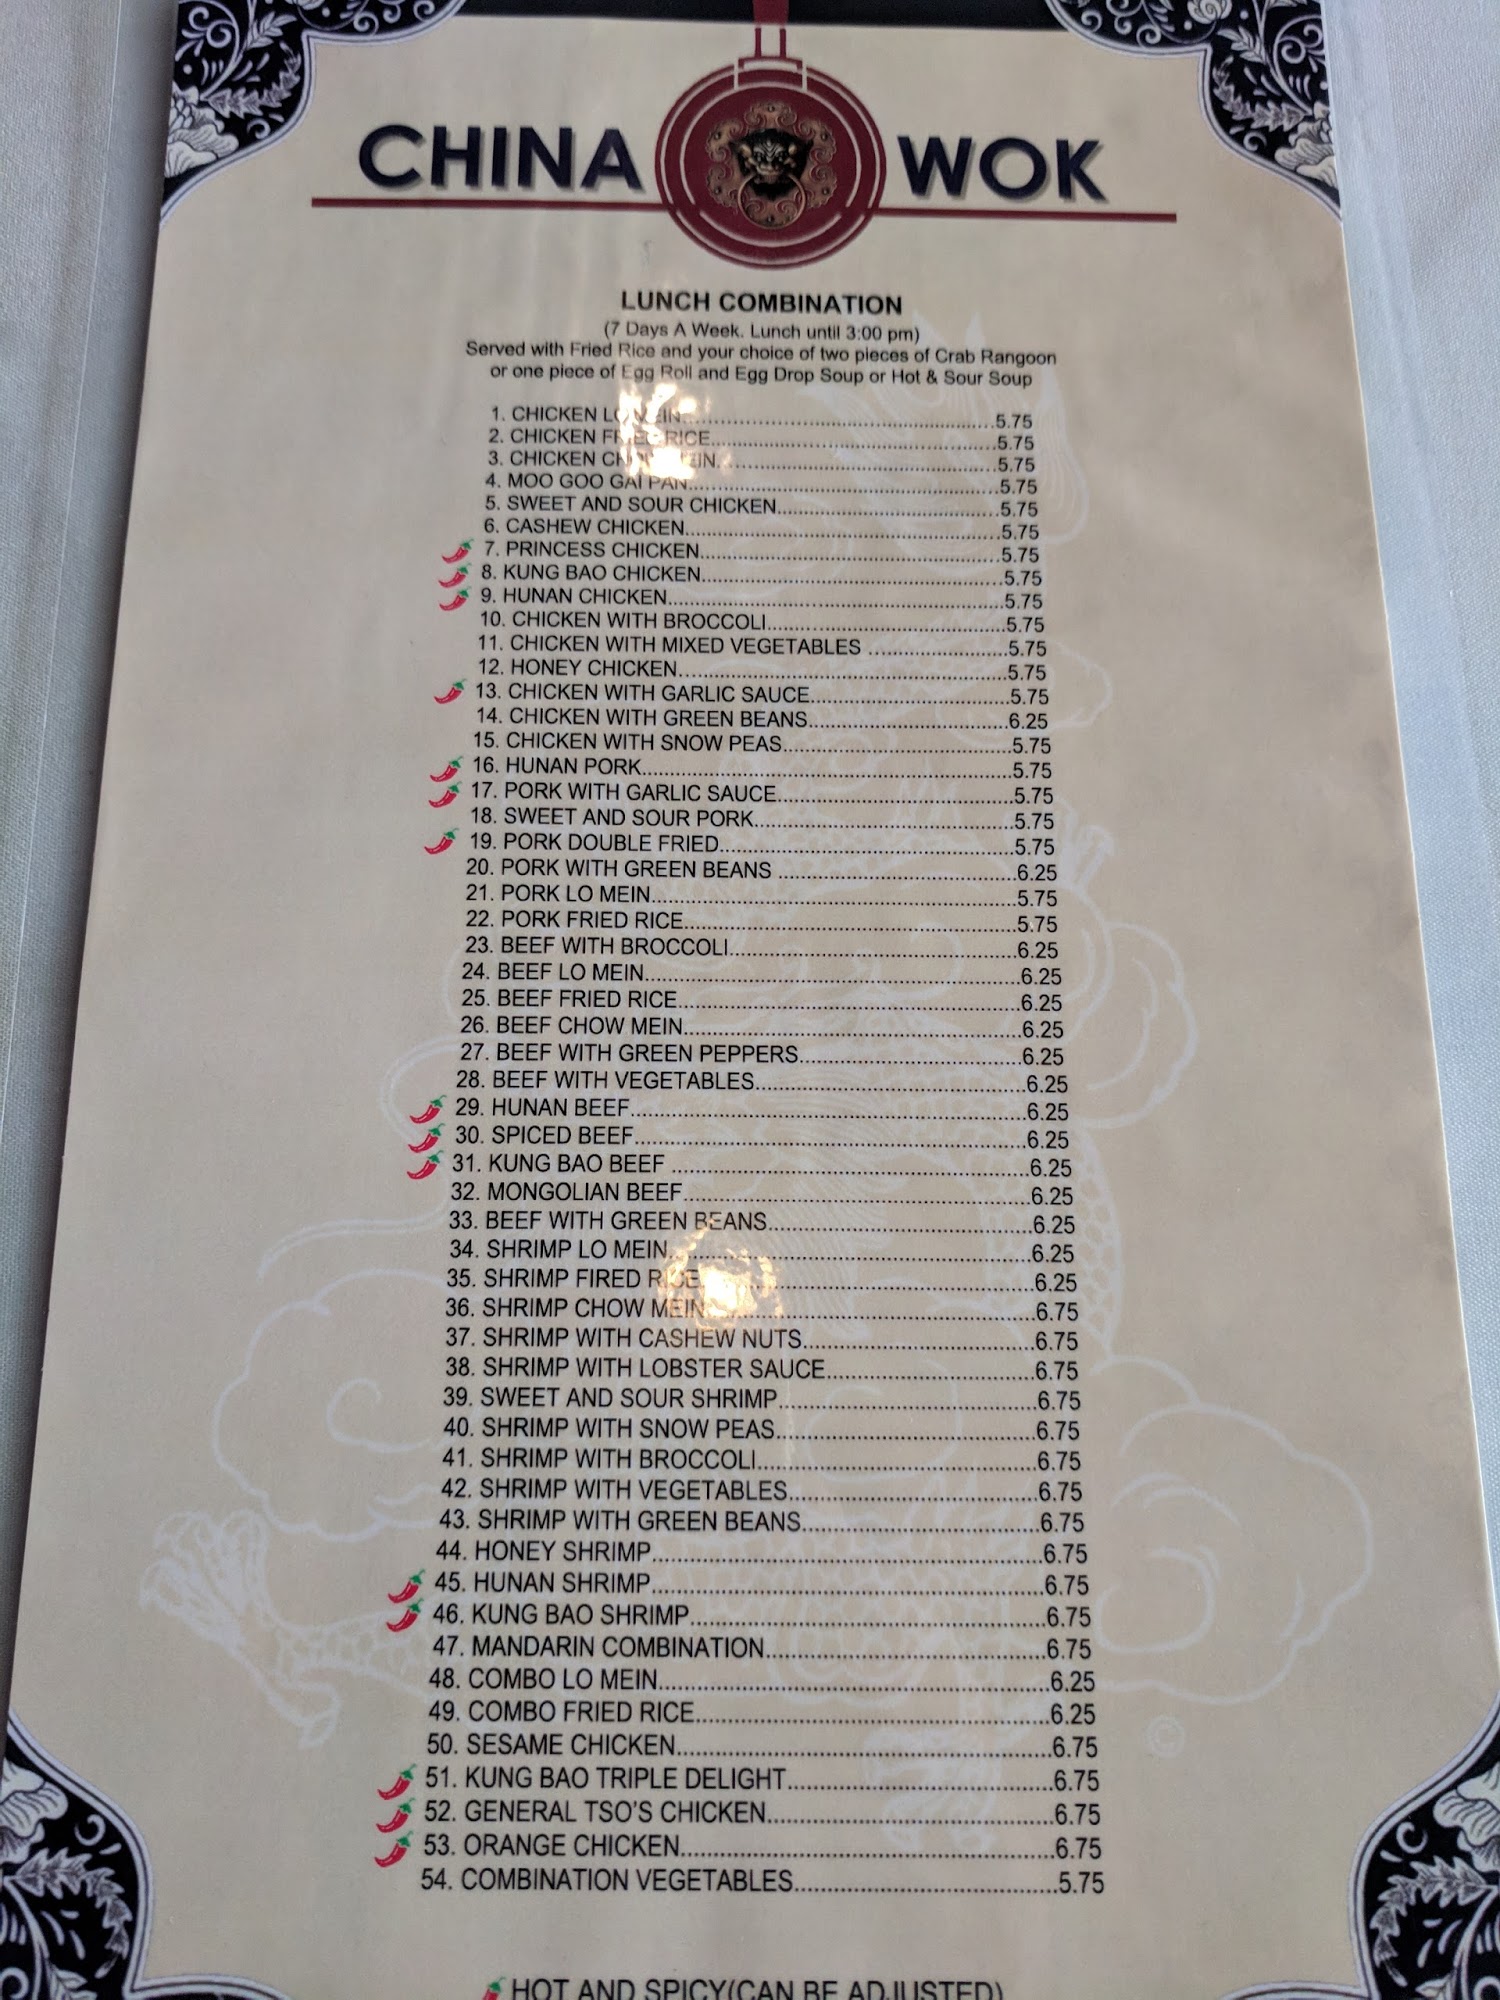 CHINA WOK
LUNCH COMBINATION
(7 Days A Week. Lunch until 3:00 pm)
Served with Fried Rice and your choice of two pieces of Crab Rangoon
or one piece of Egg Roll and Egg Drop Soup or Hot & Sour Soup
1. CHICKEN LO MEIN..........5.75
2. CHICKEN FRIED RICE..........5.75
3. CHICKEN CHOW MEIN..........5.75
4. MOO GOO GAI PAN..........5.75
5. SWEET AND SOUR CHICKEN..........5.75
6. CASHEW CHICKEN..........5.75
7. PRINCESS CHICKEN..........5.75
8. KUNG BAO CHICKEN..........5.75
9. HUNAN CHICKEN..........5.75
10. CHICKEN WITH BROCCOLI..........5.75
11. CHICKEN WITH MIXED VEGETABLES ..........5.75
12. HONEY CHICKEN..........5.75
13. CHICKEN WITH GARLIC SAUCE..........5.75
14. CHICKEN WITH GREEN BEANS..........6.25
15. CHICKEN WITH SNOW PEAS..........5.75
16. HUNAN PORK..........5.75
17. PORK WITH GARLIC SAUCE..........5.75
18. SWEET AND SOUR PORK..........5.75
19. PORK DOUBLE FRIED..........5.75
20. PORK WITH GREEN BEANS ..........6.25
21. PORK LO MEIN..........5.75
22. PORK FRIED RICE..........5.75
23. BEEF WITH BROCCOLI..........6.25
24. BEEF LO MEIN..........6.25
25. BEEF FRIED RICE..........6.25
26. BEEF CHOW MEIN..........6.25
27. BEEF WITH GREEN PEPPERS..........6.25
28. BEEF WITH VEGETABLES..........6.25
29. HUNAN BEEF..........6.25
30. SPICED BEEF..........6.25
31. KUNG BAO BEEF ..........6.25
32. MONGOLIAN BEEF..........6.25
33. BEEF WITH GREEN BEANS..........6.25
34. SHRIMP LO MEIN..........6.25
35. SHRIMP FIRED RICE..........6.25
36. SHRIMP CHOW MEIN..........6.75
37. SHRIMP WITH CASHEW NUTS..........6.75
38. SHRIMP WITH LOBSTER SAUCE..........6.75
39. SWEET AND SOUR SHRIMP..........6.75
40. SHRIMP WITH SNOW PEAS..........6.75
41. SHRIMP WITH BROCCOLI..........6.75
42. SHRIMP WITH VEGETABLES..........6.75
43. SHRIMP WITH GREEN BEANS..........6.75
44. HONEY SHRIMP..........6.75
45. HUNAN SHRIMP..........6.75
46. KUNG BAO SHRIMP..........6.75
47. MANDARIN COMBINATION..........6.75
48. COMBO LO MEIN..........6.25
49. COMBO FRIED RICE..........6.25
50. SESAME CHICKEN..........6.75
51. KUNG BAO TRIPLE DELIGHT..........6.75
52. GENERAL TSO'S CHICKEN..........6.75
53. ORANGE CHICKEN..........6.75
54. COMBINATION VEGETABLES..........5.75
©
HOT AND SPICY(CAN BE ADJUSTED)